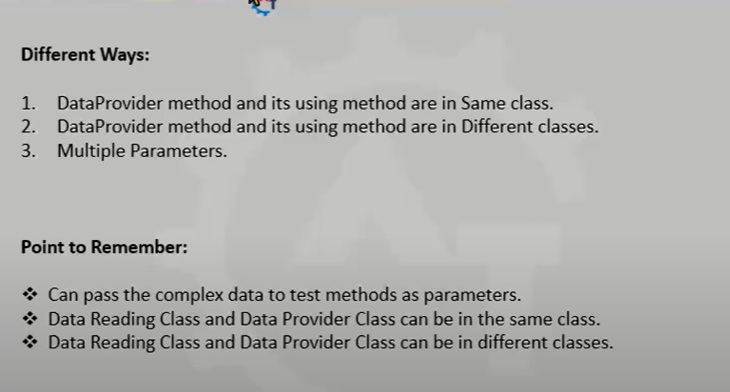 Different Ways:
1. DataProvider method and its using method are in Same class.
2. DataProvider method and its using method are in Different classes.
3. Multiple Parameters.
Point to Remember:
❖ Can pass the complex data to test methods as parameters.
❖ Data Reading Class and Data Provider Class can be in the same class.
❖ Data Reading Class and Data Provider Class can be in different classes.